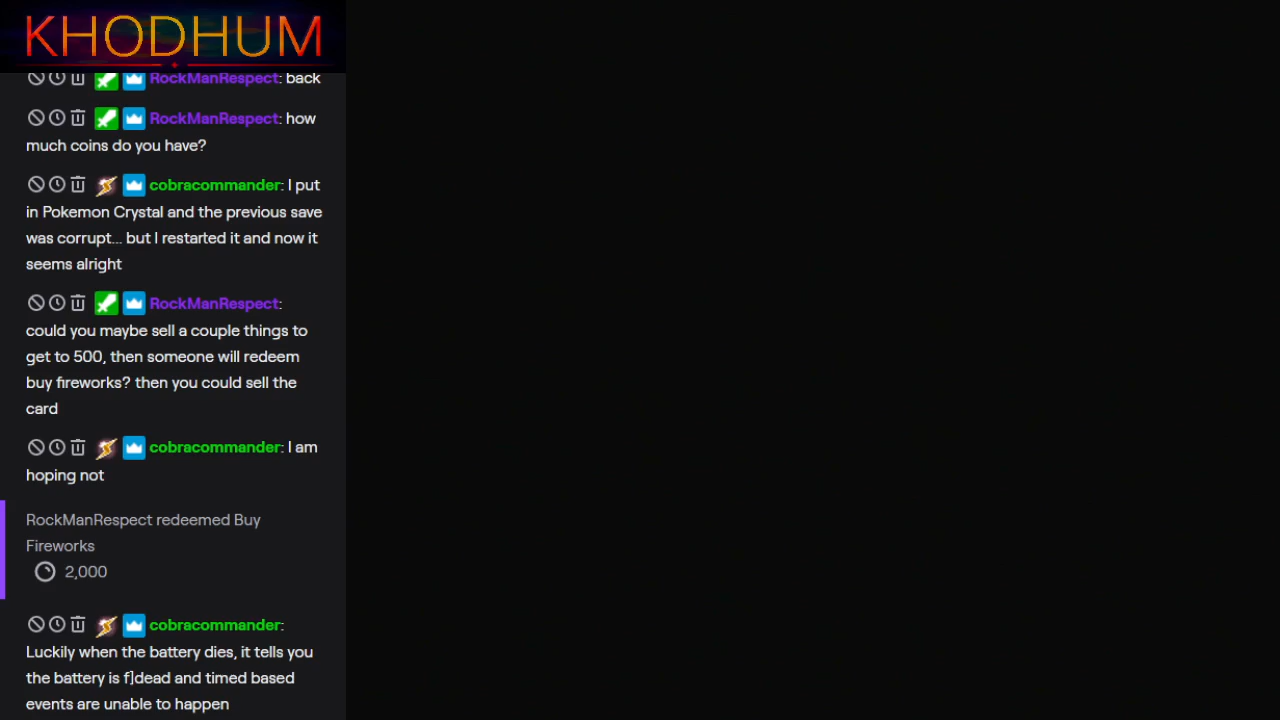 KHODHUM
RockManRespect: back
RockManRespect: how
much coins do you have?
cobracommander: I put
in Pokemon Crystal and the previous save
was corrupt... but I restarted it and now it
seems alright
RockManRespect:
could you maybe sell a couple things to
get to 500, then someone will redeem
buy fireworks? then you could sell the
card
cobracommander: I am
hoping not
RockManRespect redeemed Buy
Fireworks
2,000
cobracommander:
Luckily when the battery dies, it tells you
the battery is f]dead and timed based
events are unable to happen